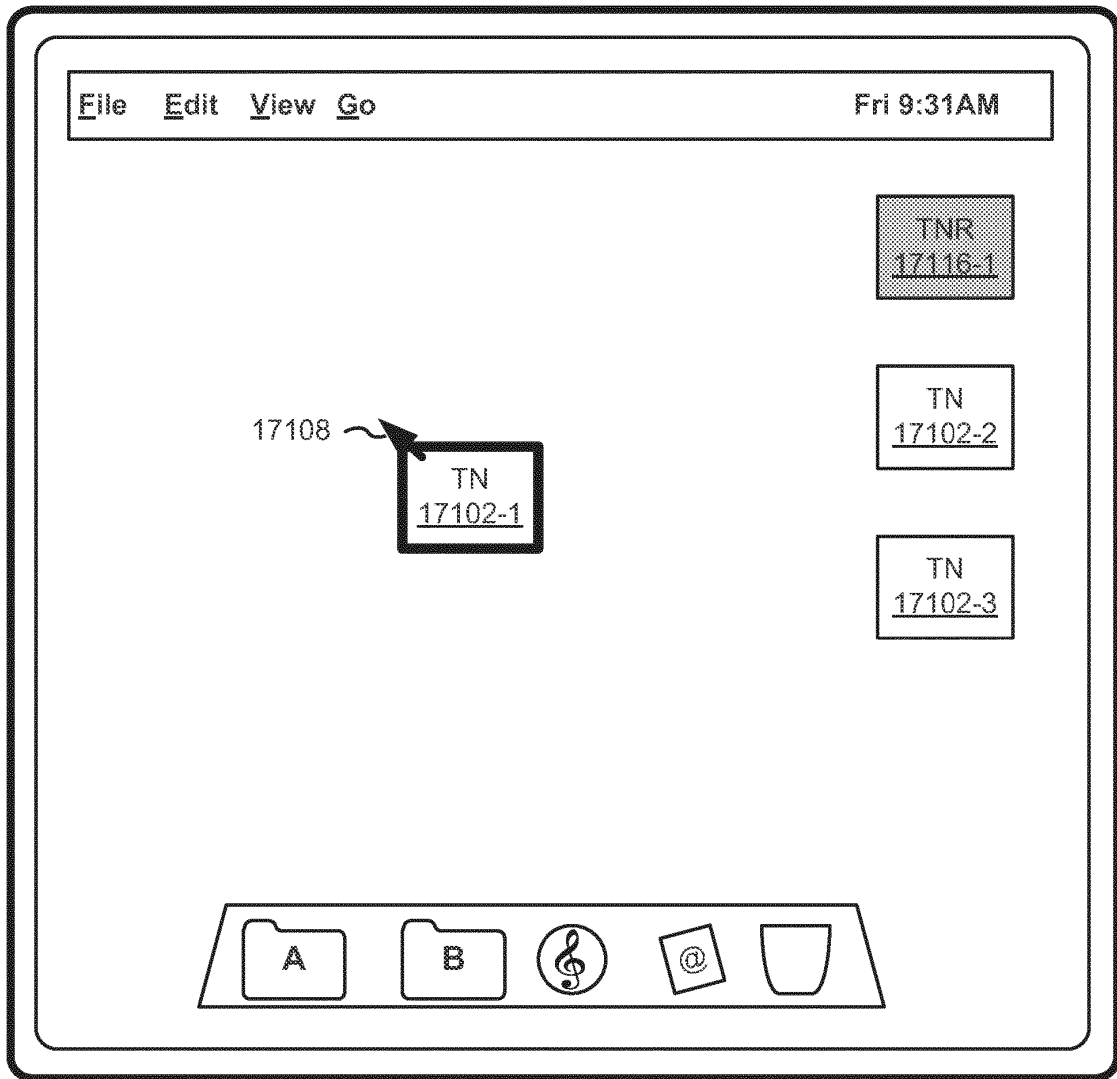 File Edit View Go Fri 9:31AM
TNR
17116-1
TN
17102-2
17108
TN
17102-1
TN
17102-3
A B @